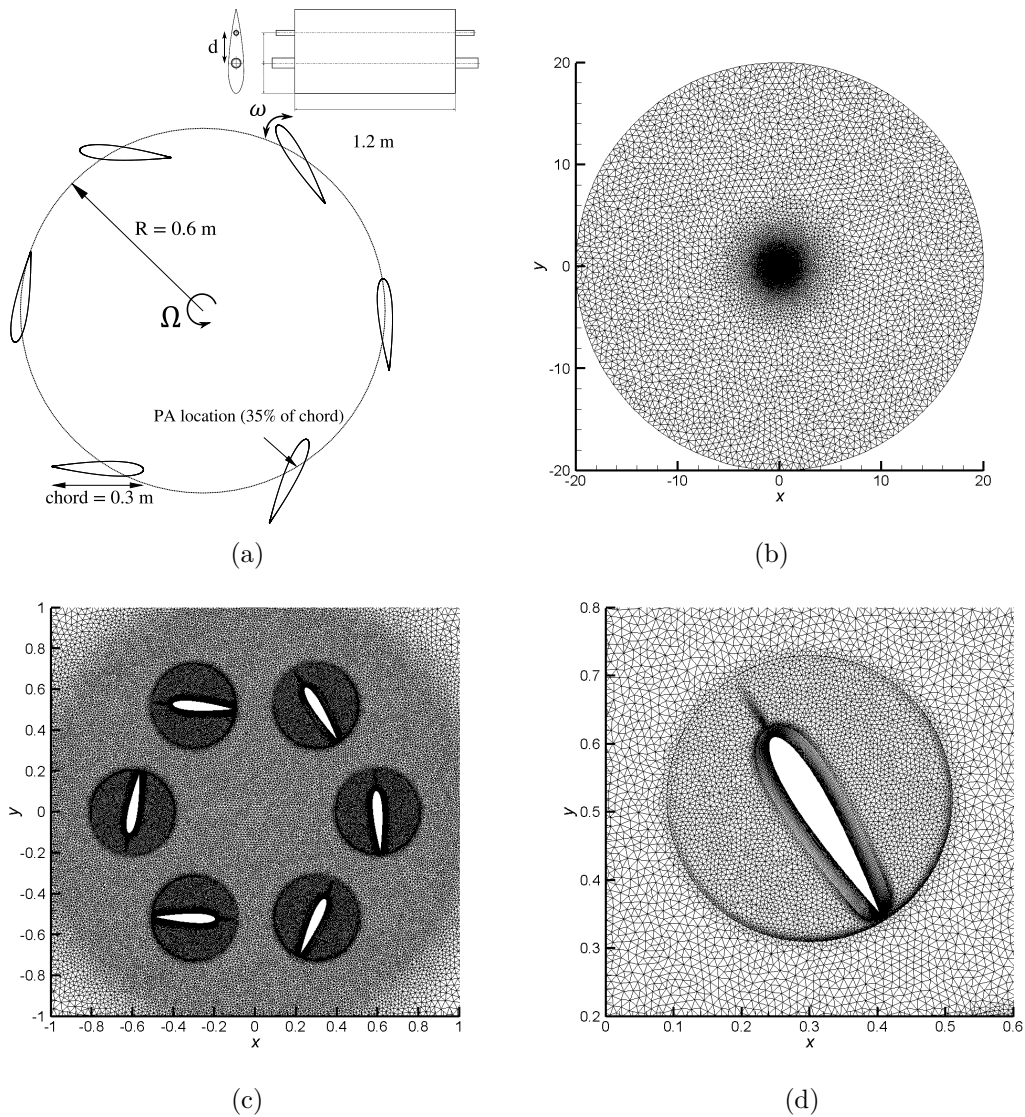 d
ω
1.2 m
R = 0.6 m
Ω
PA location (35% of chord)
chord = 0.3 m
(a)
y
20
10
0
-10
-20
-20
-10
0
10
20
x
(b)
y
1
0.8
0.6
0.4
0.2
0
-0.2
-0.4
-0.6
-0.8
-1
-1
-0.8
-0.6
-0.4
-0.2
0
0.2
0.4
0.6
0.8
1
x
(c)
y
0.8
0.7
0.6
0.5
0.4
0.3
0.2
0
0.1
0.2
0.3
0.4
0.5
0.6
x
(d)